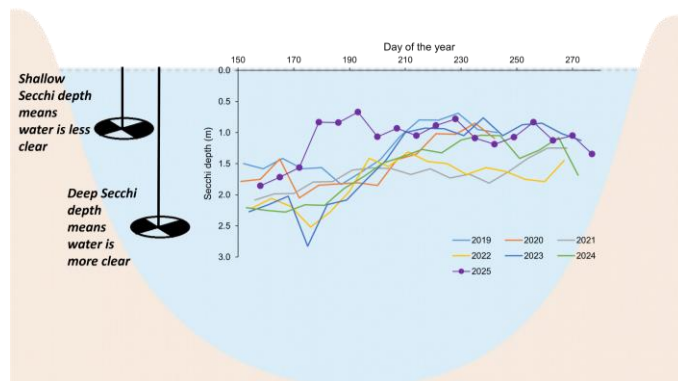 Day of the year
150 170 190 210 230 250 270
0.0
0.5
1.0
1.5
2.0
2.5
3.0
Secchi depth (m)
Shallow
Secchi depth
means
water is less
clear
Deep Secchi
depth
means
water is
more clear
2019 2020 2021
2022 2023 2024
2025